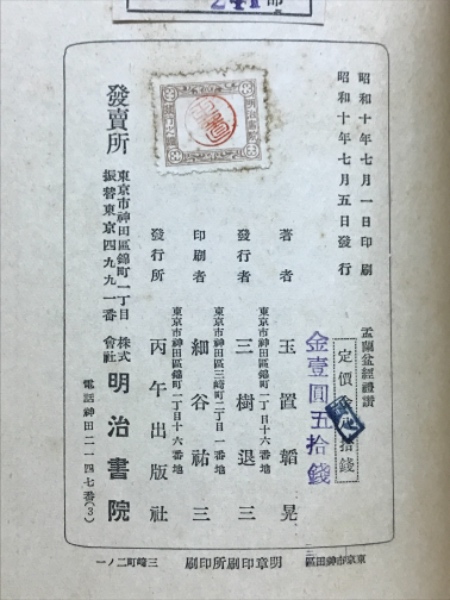 昭和十年七月一日印刷
昭和十年七月五日發行
盂蘭盆經禮讃
定價
拾錢
金壹圓五拾錢
著者 玉置韜晃
東京市神田區錦町一丁目十六番地
發行者 三樹退三
東京市神田區三崎町二丁目一番地
印刷者 細谷祐三
東京市神田區錦町一丁目十六番地
發行所 丙午出版社
發賣所
東京市神田區錦町一丁目
振替東京四九九一番
株式會社 明治書院
電話神田二一四七番(3)
東京市神田區三崎町二ノ一 明章印刷所印刷